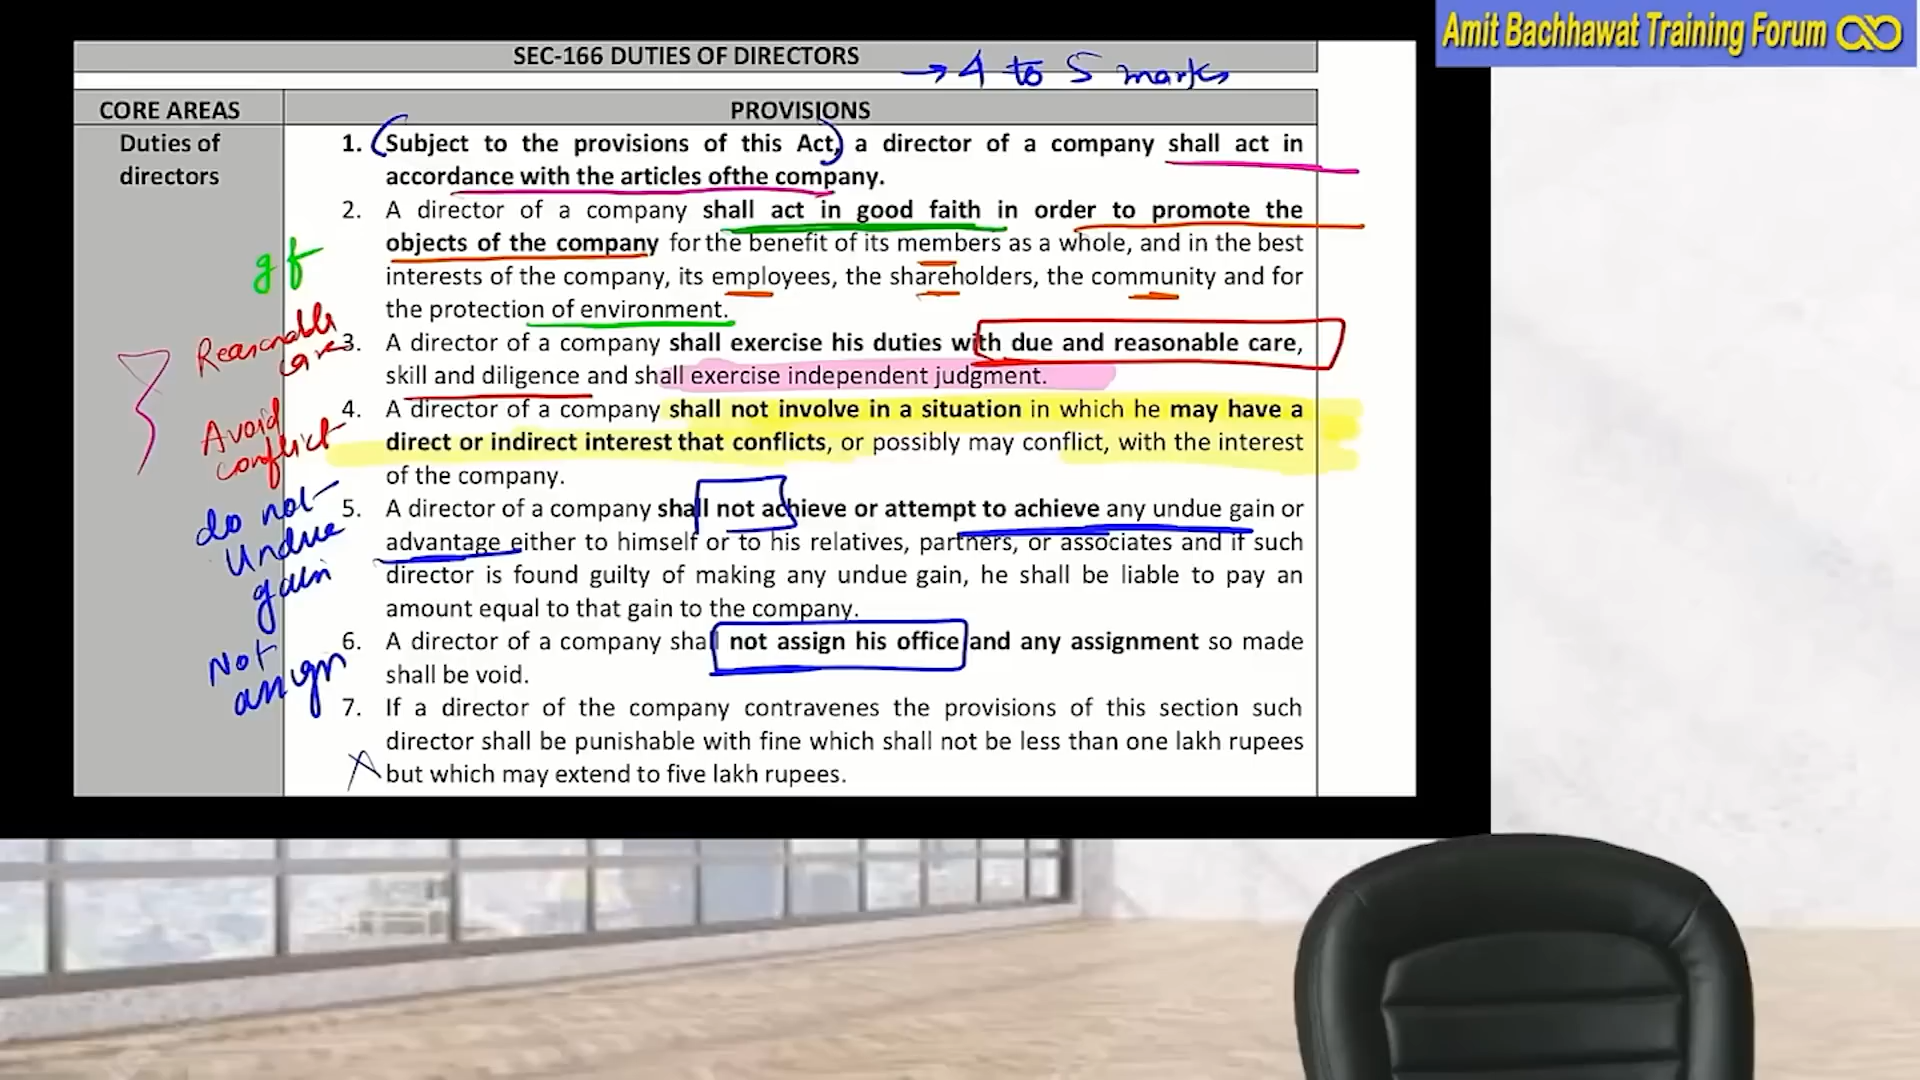 Amit Bachhawat Training Forum
SEC-166 DUTIES OF DIRECTORS
→ 4 to 5 marks
CORE AREAS
PROVISIONS
Duties of
directors
1. Subject to the provisions of this Act, a director of a company shall act in
accordance with the articles ofthe company.
2. A director of a company shall act in good faith in order to promote the
objects of the company for the benefit of its members as a whole, and in the best
interests of the company, its employees, the shareholders, the community and for
the protection of environment.
3. A director of a company shall exercise his duties with due and reasonable care,
skill and diligence and shall exercise independent judgment.
4. A director of a company shall not involve in a situation in which he may have a
direct or indirect interest that conflicts, or possibly may conflict, with the interest
of the company.
5. A director of a company shall not achieve or attempt to achieve any undue gain or
advantage either to himself or to his relatives, partners, or associates and if such
director is found guilty of making any undue gain, he shall be liable to pay an
amount equal to that gain to the company.
6. A director of a company shall not assign his office and any assignment so made
shall be void.
7. If a director of the company contravenes the provisions of this section such
director shall be punishable with fine which shall not be less than one lakh rupees
but which may extend to five lakh rupees.
gf
Reasonable
care
Avoid
conflict
do not
Undue
gain
Not
assign